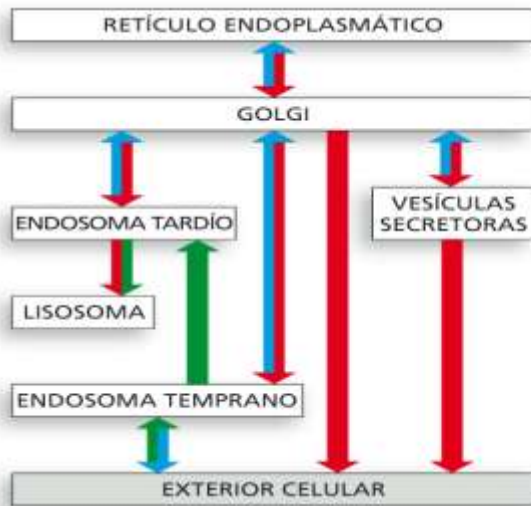 RETÍCULO ENDOPLASMÁTICO
GOLGI
ENDOSOMA TARDÍO
VESÍCULAS
SECRETORAS
LISOSOMA
ENDOSOMA TEMPRANO
EXTERIOR CELULAR